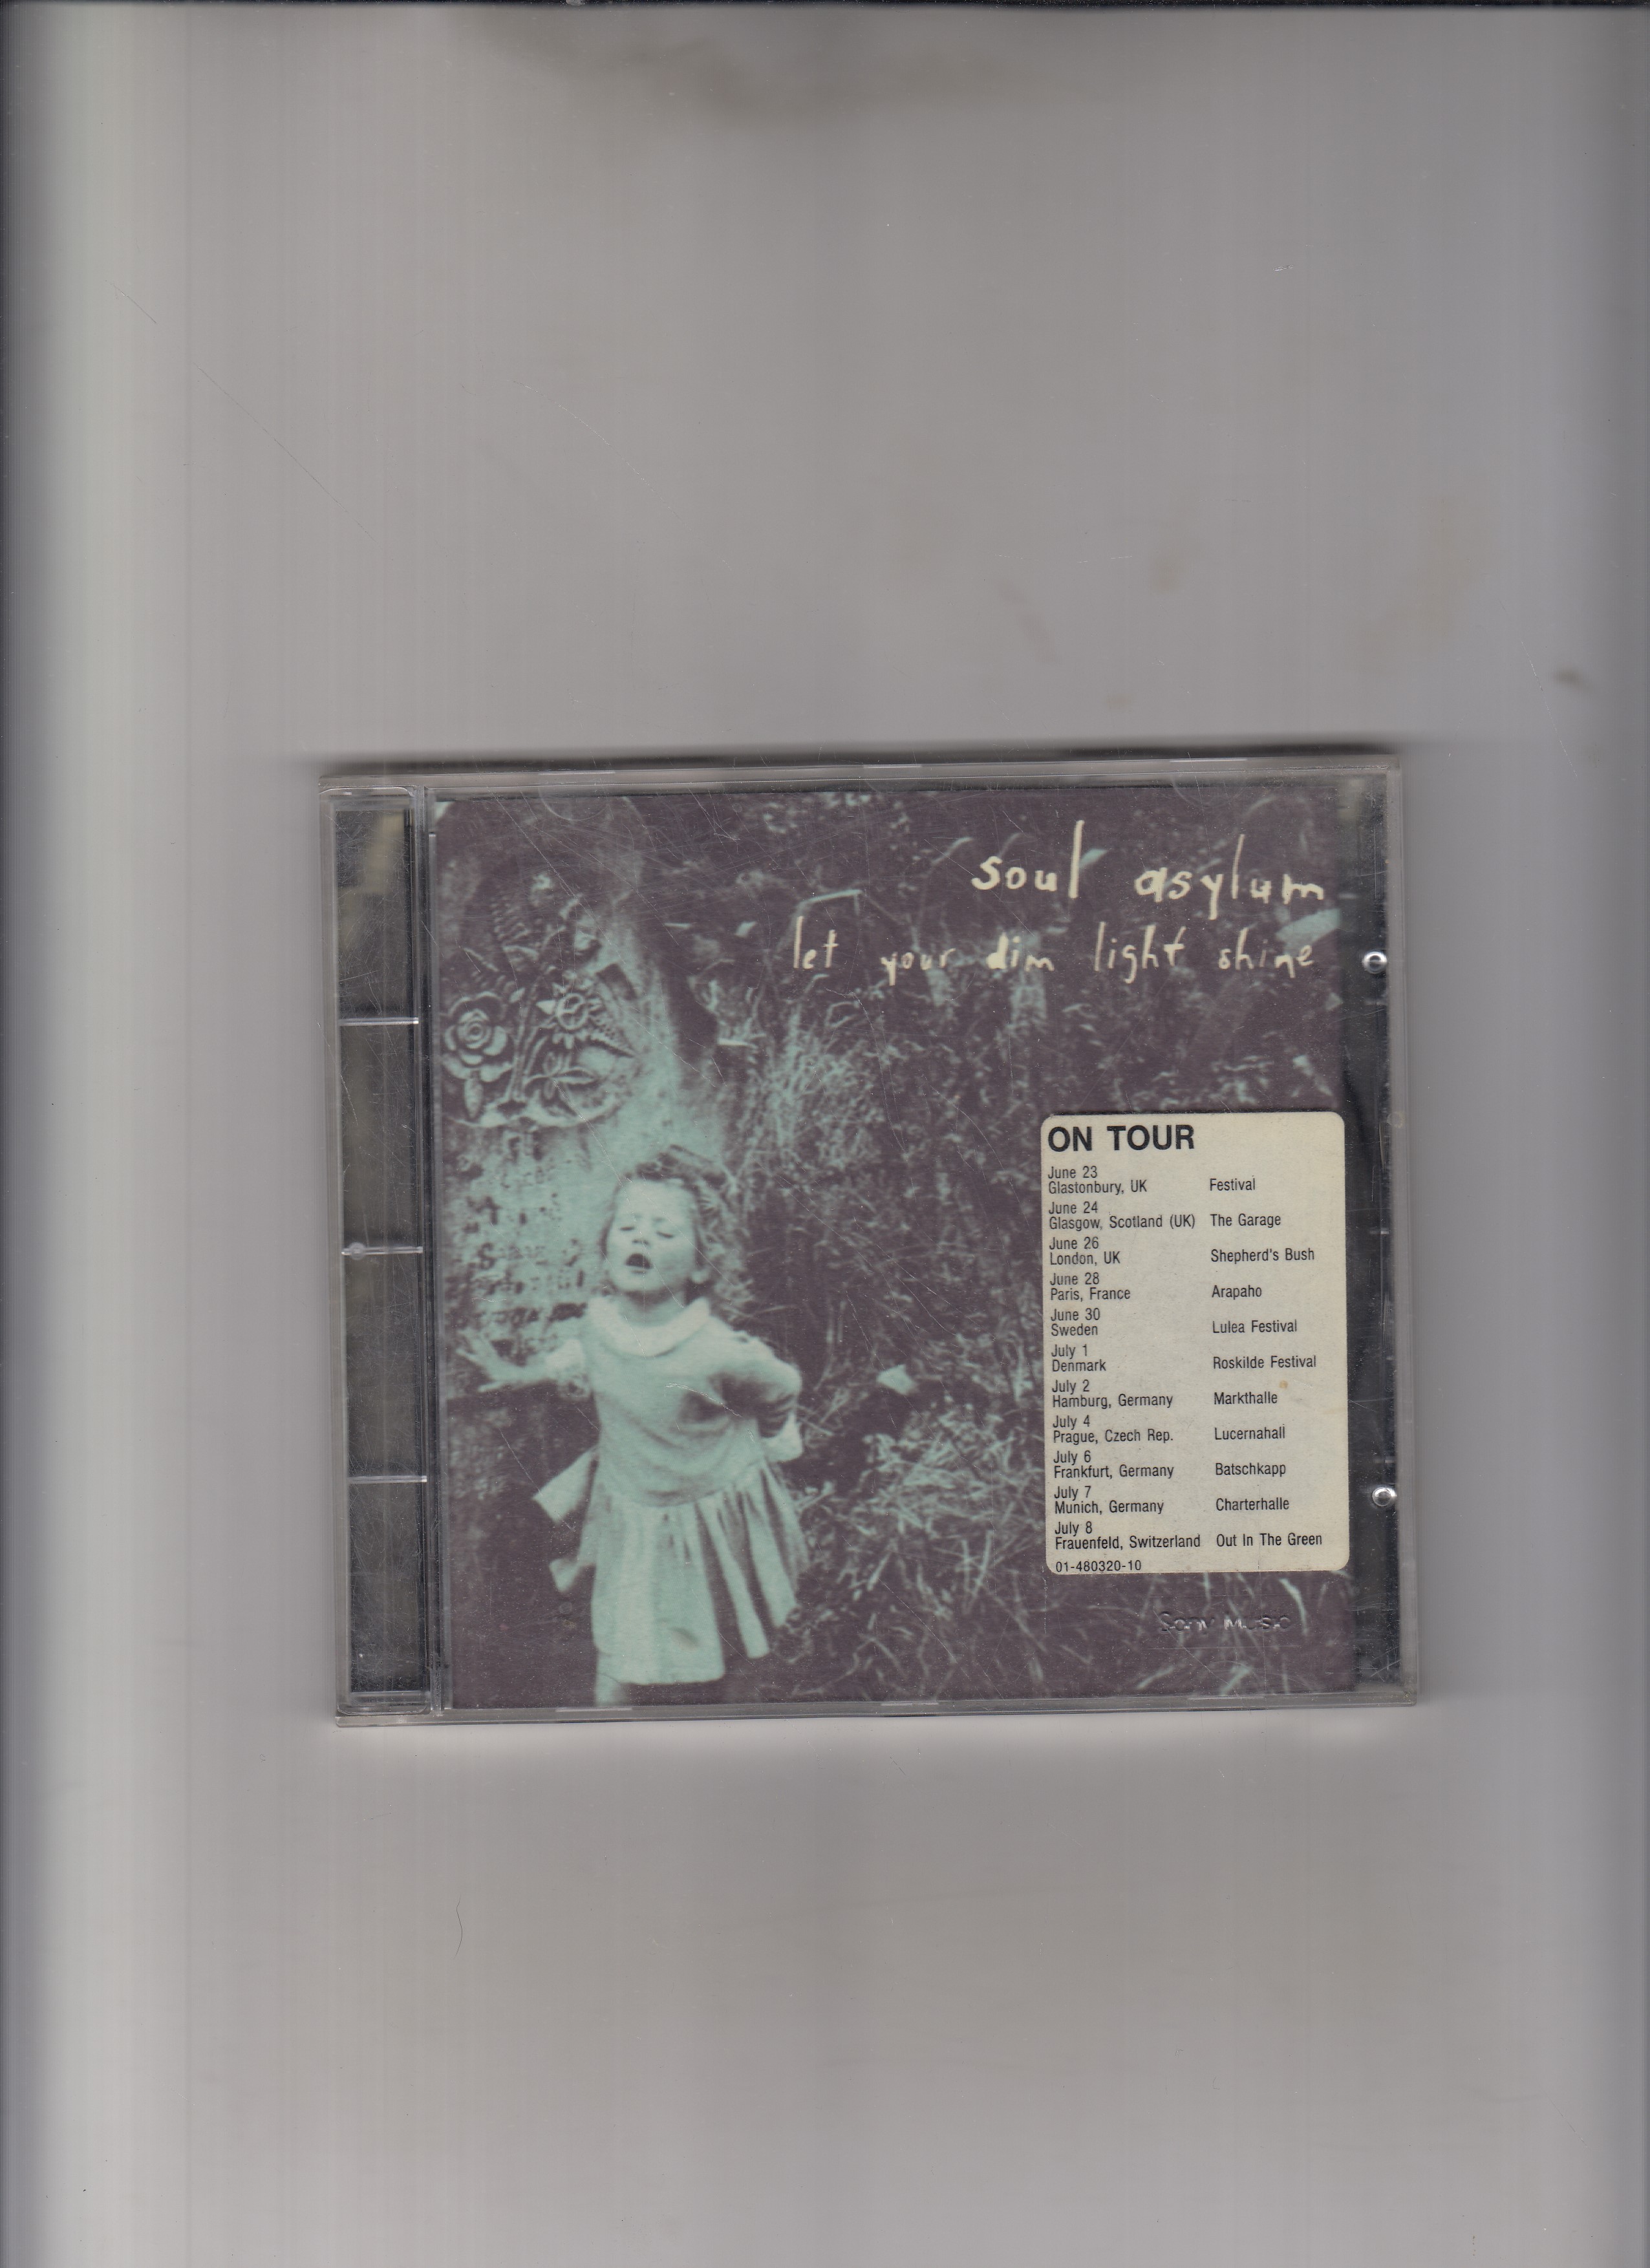 soul asylum
let your dim light shine
ON TOUR
June 23
Glastonbury, UK Festival
June 24
Glasgow, Scotland (UK) The Garage
June 26
London, UK Shepherd's Bush
June 28
Paris, France Arapaho
June 30
Sweden Lulea Festival
July 1
Denmark Roskilde Festival
July 2
Hamburg, Germany Markthalle
July 4
Prague, Czech Rep. Lucernahall
July 6
Frankfurt, Germany Batschkapp
July 7
Munich, Germany Charterhalle
July 8
Frauenfeld, Switzerland Out In The Green
01-480320-10
Sony Music